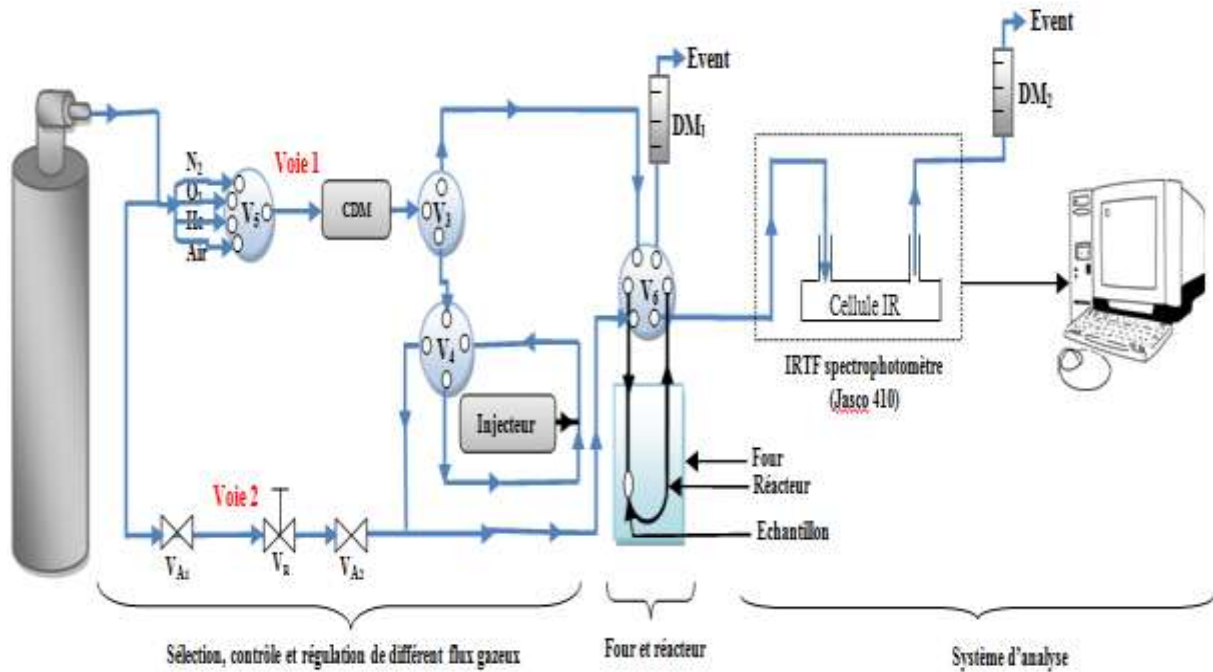 Event
Event
DM1
DM2
N2
O2
He
Air
V5
Voie 1
CDM
V3
V4
V6
Injecteur
Cellule IR
IRTF spectrophotomètre
(Jasco 410)
Voie 2
VA1
VR
VA2
Four
Réacteur
Echantillon
Sélection, contrôle et régulation de différent flux gazeux
Four et réacteur
Système d'analyse